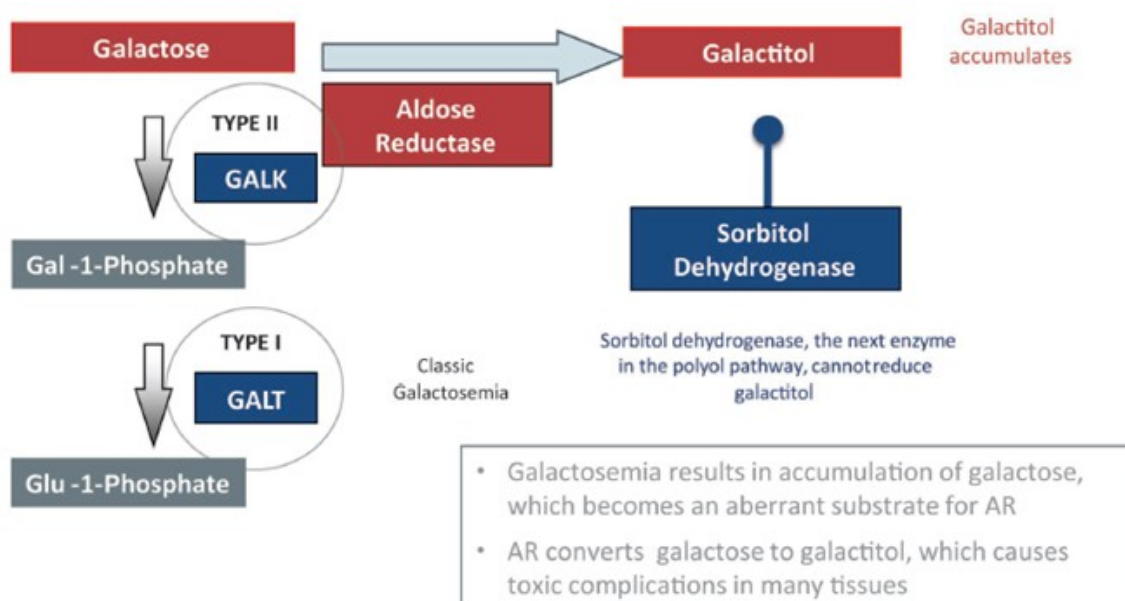 Galactose
Galactitol
Galactitol
accumulates
TYPE II
GALK
Aldose
Reductase
Gal -1-Phosphate
Sorbitol
Dehydrogenase
TYPE I
GALT
Classic
Galactosemia
Sorbitol dehydrogenase, the next enzyme
in the polyol pathway, cannot reduce
galactitol
Glu -1-Phosphate
• Galactosemia results in accumulation of galactose,
which becomes an aberrant substrate for AR
• AR converts galactose to galactitol, which causes
toxic complications in many tissues